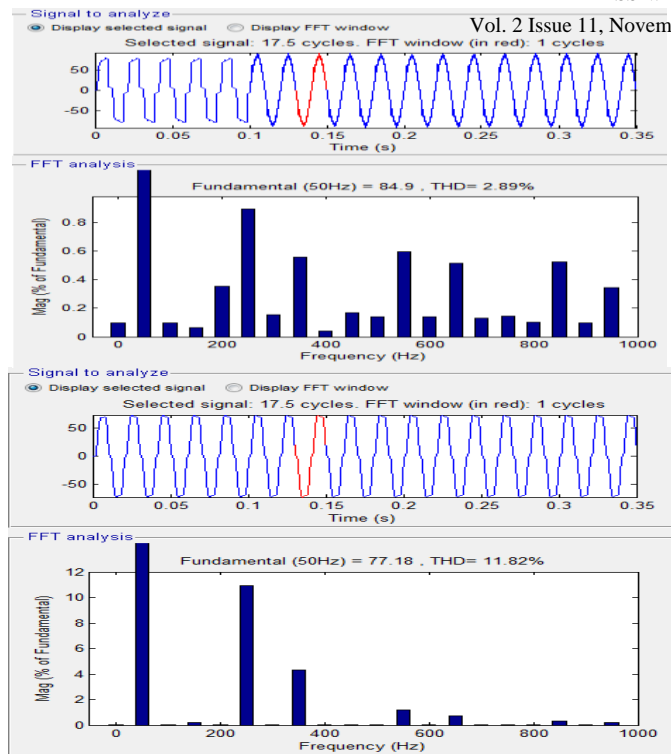 Signal to analyze
Display selected signal Display FFT window
Vol. 2 Issue 11, Novem
Selected signal: 17.5 cycles. FFT window (in red): 1 cycles
50
0
-50
0 0.05 0.1 0.15 0.2 0.25 0.3 0.35
Time (s)
FFT analysis
Fundamental (50Hz) = 84.9 , THD= 2.89%
Mag (% of Fundamental)
0.8
0.6
0.4
0.2
0
0 200 400 600 800 1000
Frequency (Hz)
Signal to analyze
Display selected signal Display FFT window
Selected signal: 17.5 cycles. FFT window (in red): 1 cycles
50
0
-50
0 0.05 0.1 0.15 0.2 0.25 0.3 0.35
Time (s)
FFT analysis
Fundamental (50Hz) = 77.18 , THD= 11.82%
Mag (% of Fundamental)
12
10
8
6
4
2
0
0 200 400 600 800 1000
Frequency (Hz)